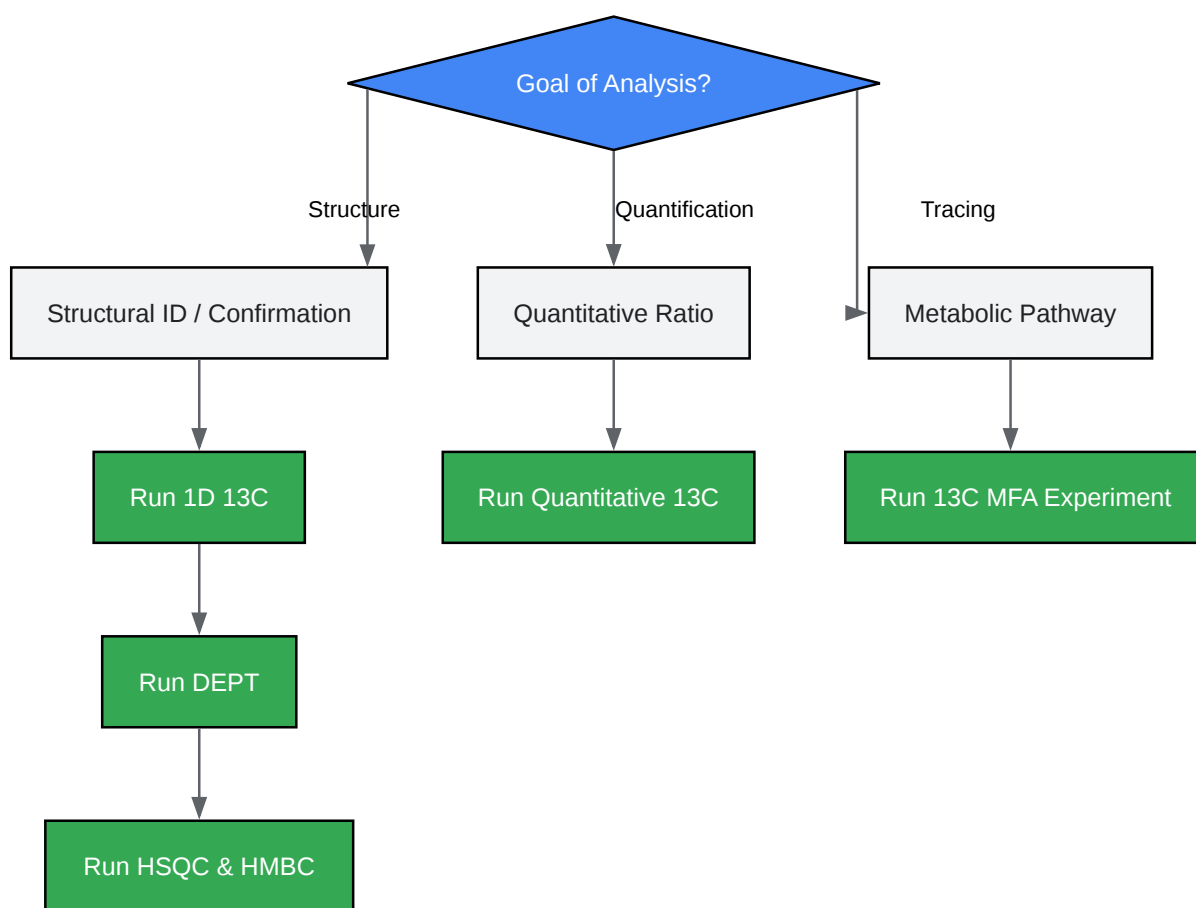 Goal of Analysis?
Structure
Quantification
Tracing
Structural ID / Confirmation
Quantitative Ratio
Metabolic Pathway
Run 1D 13C
Run Quantitative 13C
Run 13C MFA Experiment
Run DEPT
Run HSQC & HMBC